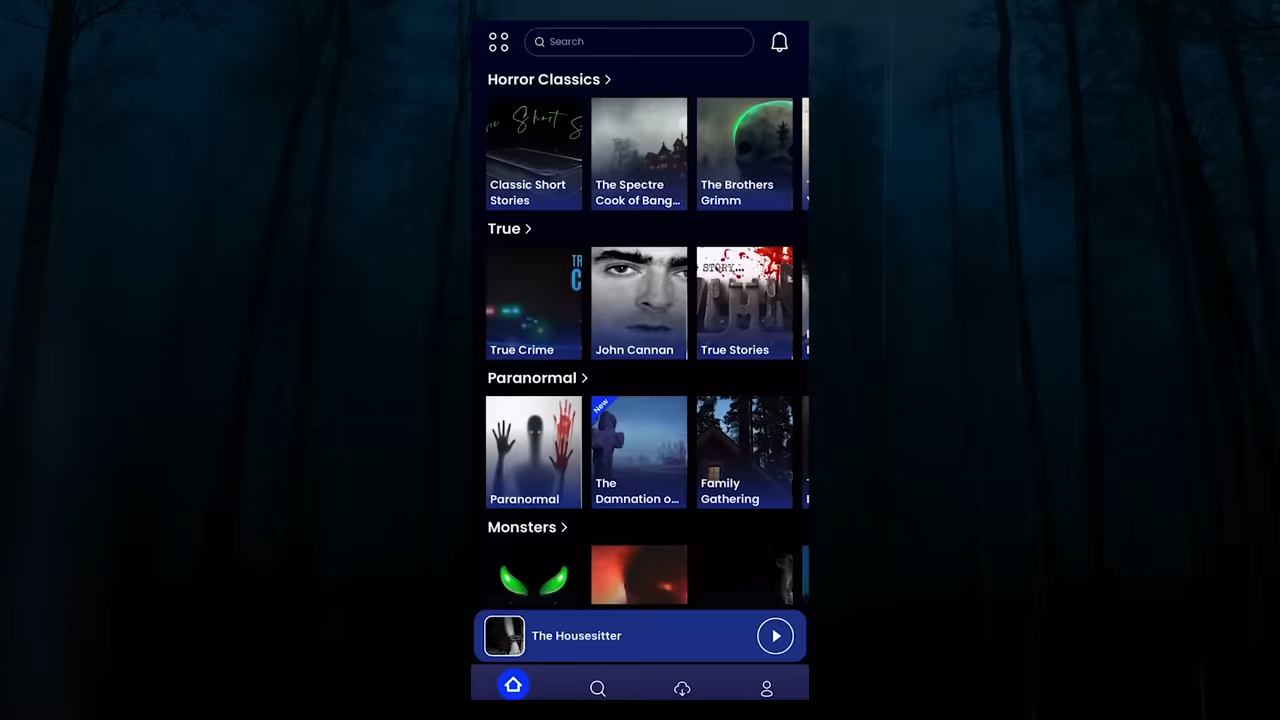 Search
Horror Classics >
Classic Short
Stories
The Spectre
Cook of Bang...
The Brothers
Grimm
True >
True Crime
John Cannan
STORY...
True Stories
Paranormal >
Paranormal
New
The
Damnation o...
Family
Gathering
Monsters >
The Housesitter